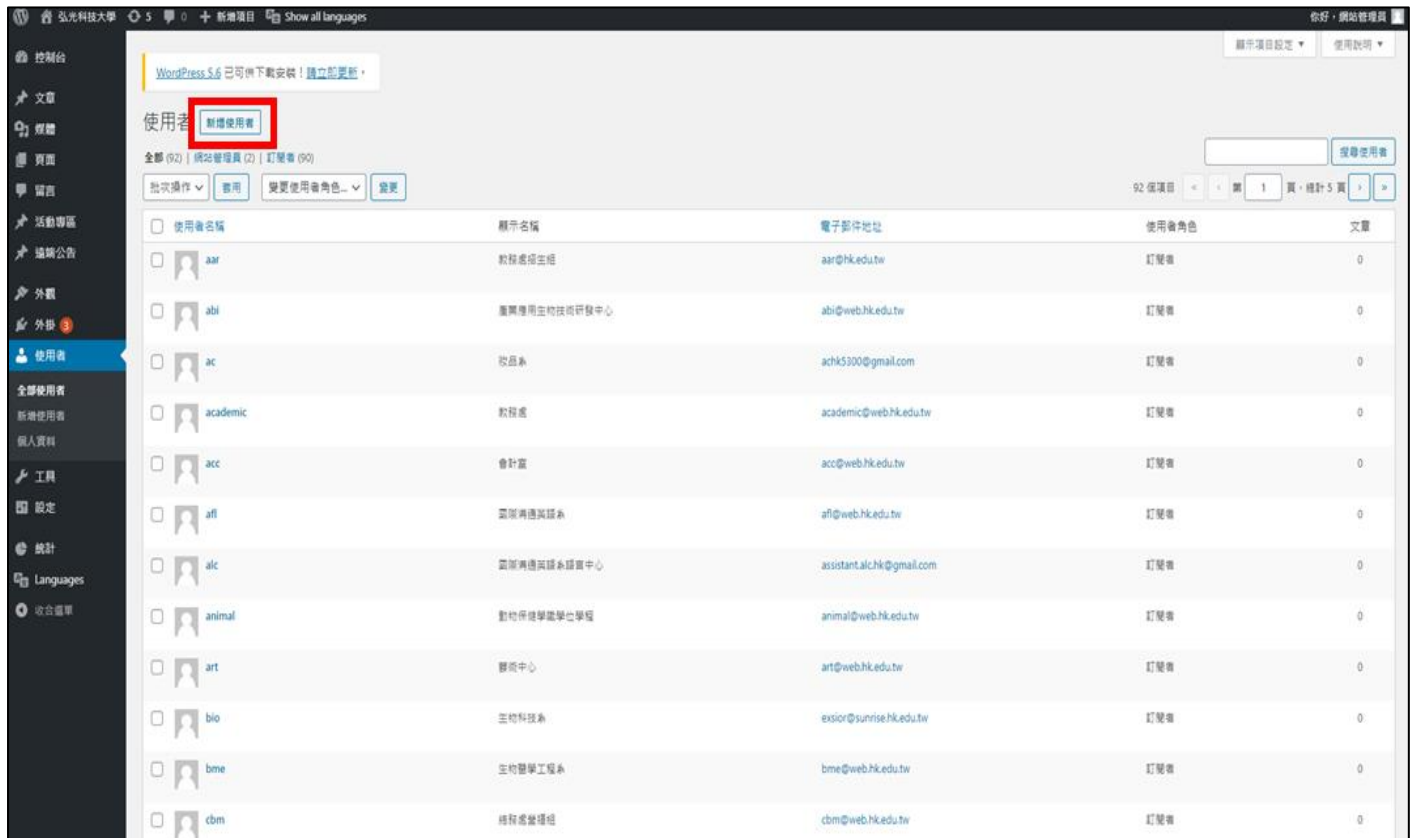 弘光科技大學 5 0 新增項目 Show all languages 你好，網站管理員
顯示項目設定 ▼ 使用說明 ▼
控制台
文章
媒體
頁面
留言
活動專區
遠端公告
外觀
外掛 3
使用者
全部使用者
新增使用者
個人資料
工具
設定
統計
Languages
收合選單
WordPress 5.6 已可供下載安裝！請立即更新。
使用者 新增使用者
全部 (92) | 網站管理員 (2) | 訂閱者 (90)
搜尋使用者
批次操作 套用 變更使用者角色... 變更 92 個項目 « ‹ 第 1 頁，總計 5 頁 › »
使用者名稱 顯示名稱 電子郵件地址 使用者角色 文章
aar 教務處招生組 aar@hk.edu.tw 訂閱者 0
abi 產業應用生物技術研發中心 abi@web.hk.edu.tw 訂閱者 0
ac 妝品系 achk5300@gmail.com 訂閱者 0
academic 教務處 academic@web.hk.edu.tw 訂閱者 0
acc 會計室 acc@web.hk.edu.tw 訂閱者 0
afl 國際溝通英語系 afl@web.hk.edu.tw 訂閱者 0
alc 國際溝通英語系語言中心 assistant.alc.hk@gmail.com 訂閱者 0
animal 動物保健學士學位學程 animal@web.hk.edu.tw 訂閱者 0
art 藝術中心 art@web.hk.edu.tw 訂閱者 0
bio 生物科技系 exsior@sunrise.hk.edu.tw 訂閱者 0
bme 生物醫學工程系 bme@web.hk.edu.tw 訂閱者 0
cbm 總務處營繕組 cbm@web.hk.edu.tw 訂閱者 0